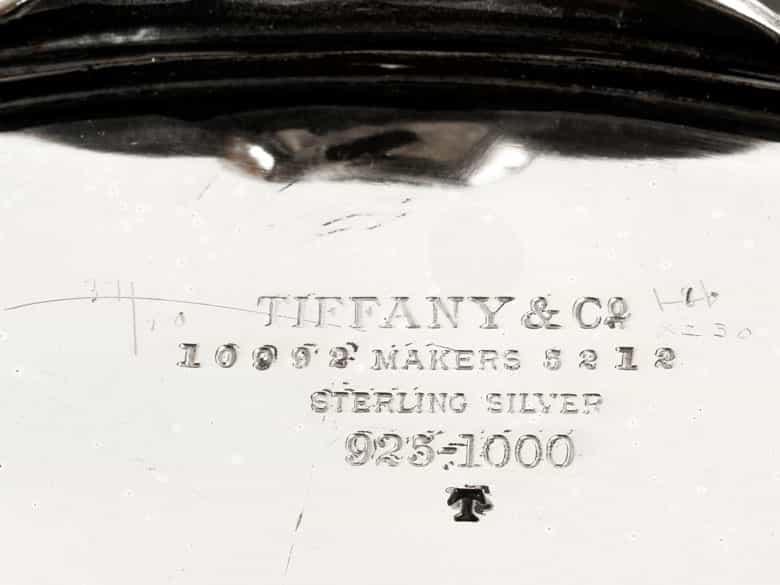 TIFFANY & Co
10992 MAKERS 5212
STERLING SILVER
925-1000
T